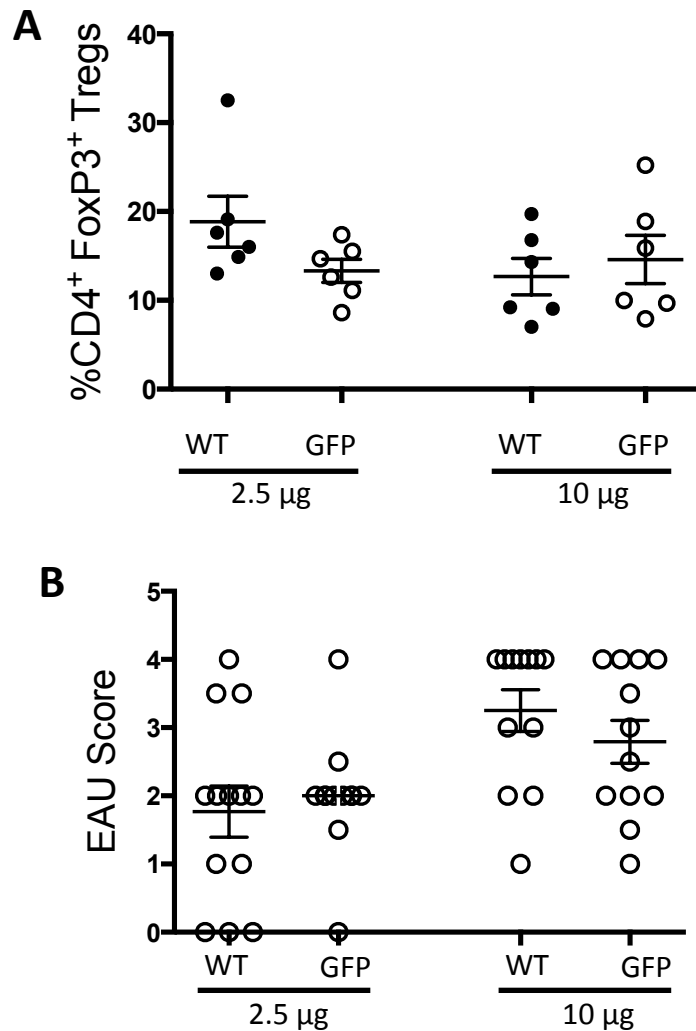 A
%CD4+ FoxP3+ Tregs
40
30
20
10
0
WT GFP WT GFP
2.5 µg 10 µg
B
EAU Score
5
4
3
2
1
0
WT GFP WT GFP
2.5 µg 10 µg